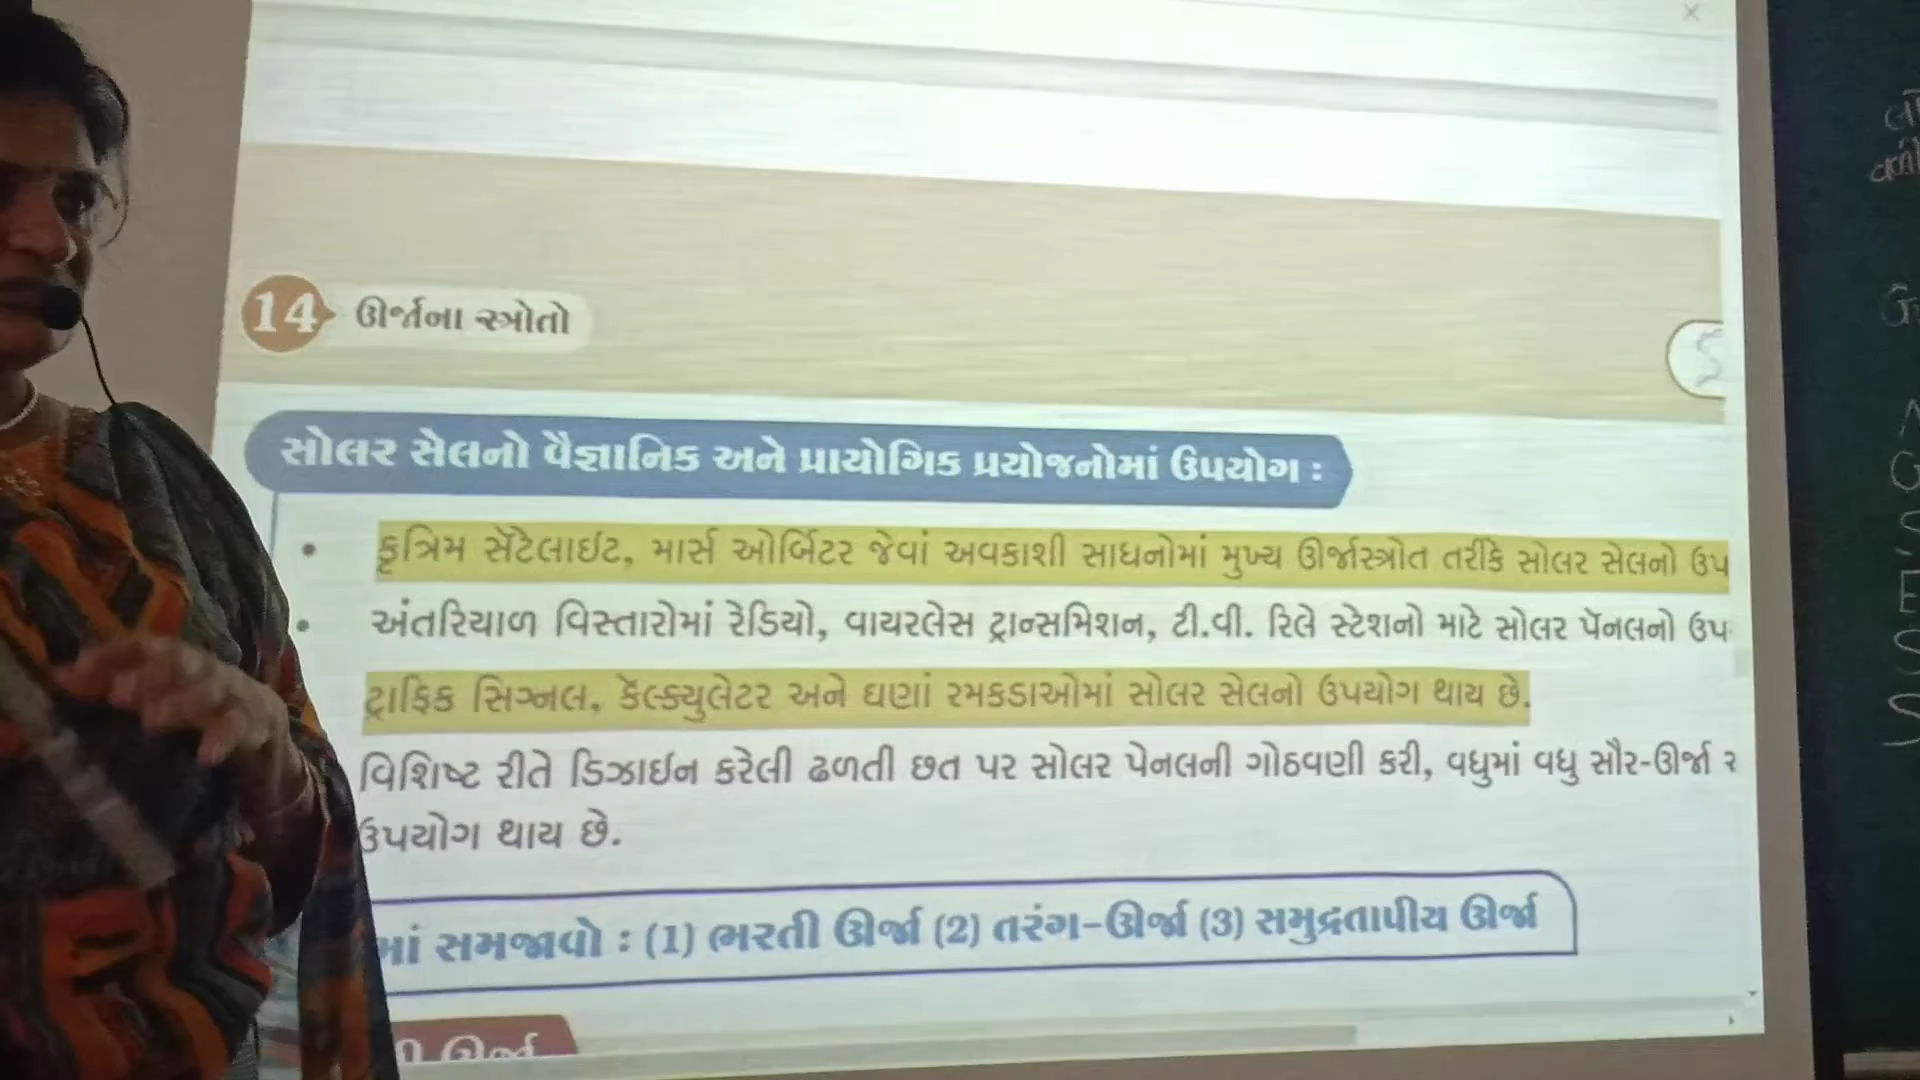 14 ઊર્જાના સ્ત્રોતો
સોલર સેલનો વૈજ્ઞાનિક અને પ્રાયોગિક પ્રયોજનોમાં ઉપયોગ :
• કૃત્રિમ સૅટેલાઈટ, માર્સ ઓર્બિટર જેવાં અવકાશી સાધનોમાં મુખ્ય ઊર્જાસ્ત્રોત તરીકે સોલર સેલનો ઉપ
• અંતરિયાળ વિસ્તારોમાં રેડિયો, વાયરલેસ ટ્રાન્સમિશન, ટી.વી. રિલે સ્ટેશનો માટે સોલર પૅનલનો ઉપ
ટ્રાફિક સિગ્નલ, કૅલ્ક્યુલેટર અને ઘણાં રમકડાઓમાં સોલર સેલનો ઉપયોગ થાય છે.
વિશિષ્ટ રીતે ડિઝાઈન કરેલી ઢળતી છત પર સોલર પેનલની ગોઠવણી કરી, વધુમાં વધુ સૌર-ઊર્જા
ઉપયોગ થાય છે.
માં સમજાવો : (1) ભરતી ઊર્જા (2) તરંગ-ઊર્જા (3) સમુદ્રતાપીય ઊર્જા